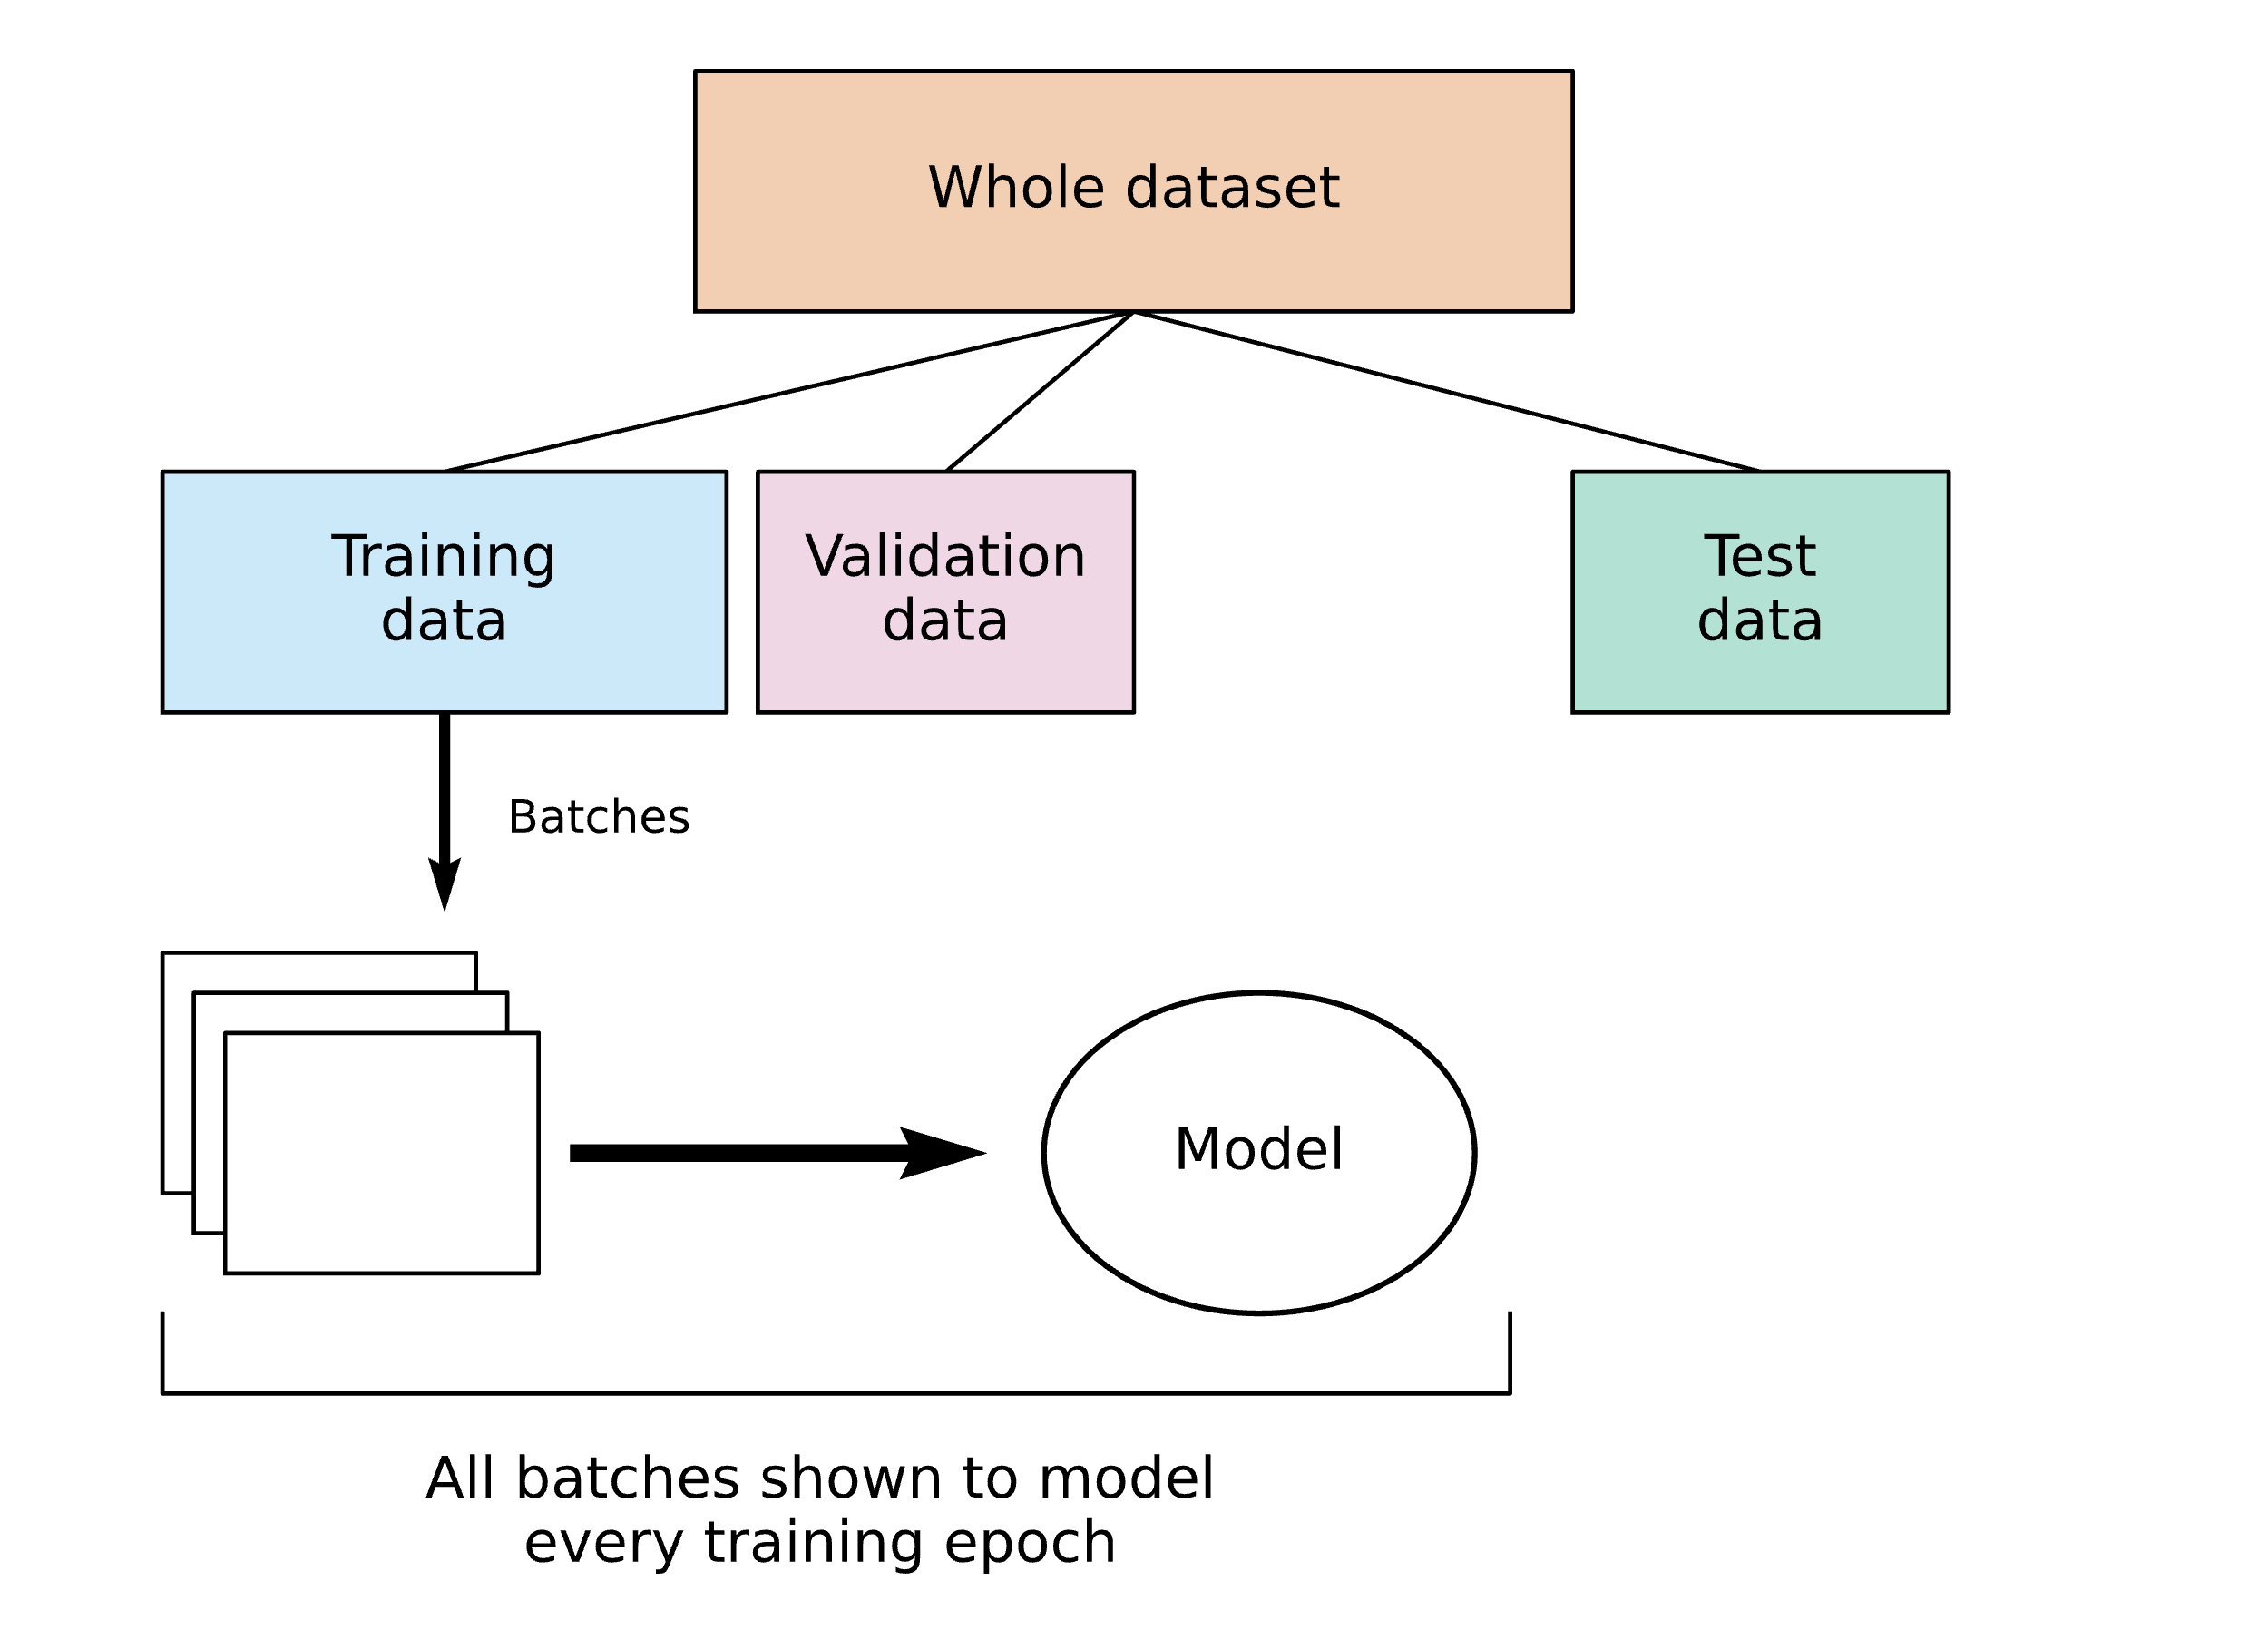 Whole dataset
Training
data
Validation
data
Test
data
Batches
Model
All batches shown to model
every training epoch